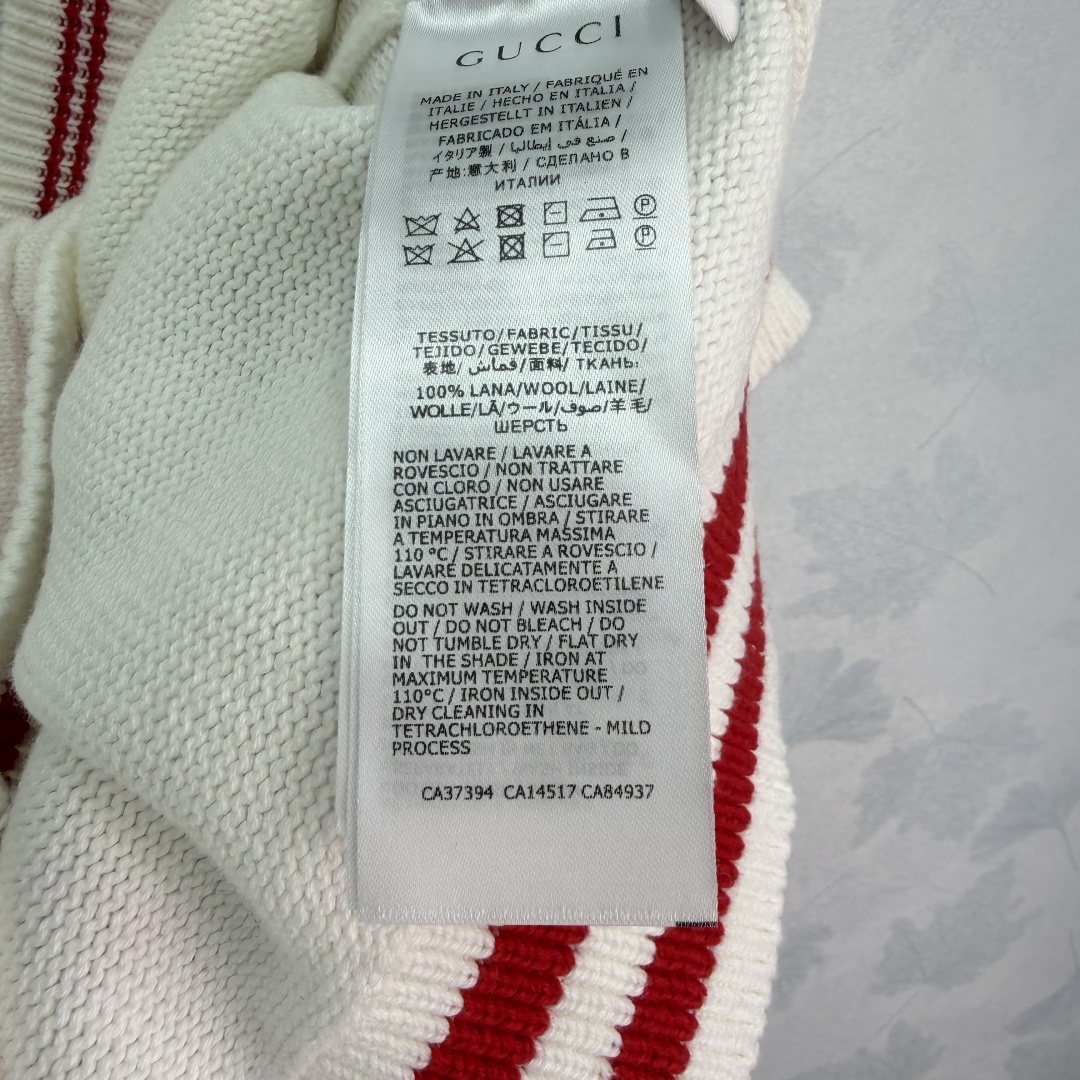 GUCCI
MADE IN ITALY / FABRIQUÉ EN
ITALIE / HECHO EN ITALIA /
HERGESTELLT IN ITALIEN /
FABRICADO EM ITÁLIA /
イタリア製 / صنع في إيطاليا /
产地:意大利 / СДЕЛАНО В
ИТАЛИИ
TESSUTO/FABRIC/TISSU/
TEJIDO/GEWEBE/TECIDO/
表地/قماش/面料/ ТКАНЬ:
100% LANA/WOOL/LAINE/
WOLLE/LÃ/ウール/صوف/羊毛/
ШЕРСТЬ
NON LAVARE / LAVARE A
ROVESCIO / NON TRATTARE
CON CLORO / NON USARE
ASCIUGATRICE / ASCIUGARE
IN PIANO IN OMBRA / STIRARE
A TEMPERATURA MASSIMA
110 °C / STIRARE A ROVESCIO /
LAVARE DELICATAMENTE A
SECCO IN TETRACLOROETILENE
DO NOT WASH / WASH INSIDE
OUT / DO NOT BLEACH / DO
NOT TUMBLE DRY / FLAT DRY
IN THE SHADE / IRON AT
MAXIMUM TEMPERATURE
110°C / IRON INSIDE OUT /
DRY CLEANING IN
TETRACHLOROETHENE - MILD
PROCESS
CA37394 CA14517 CA84937